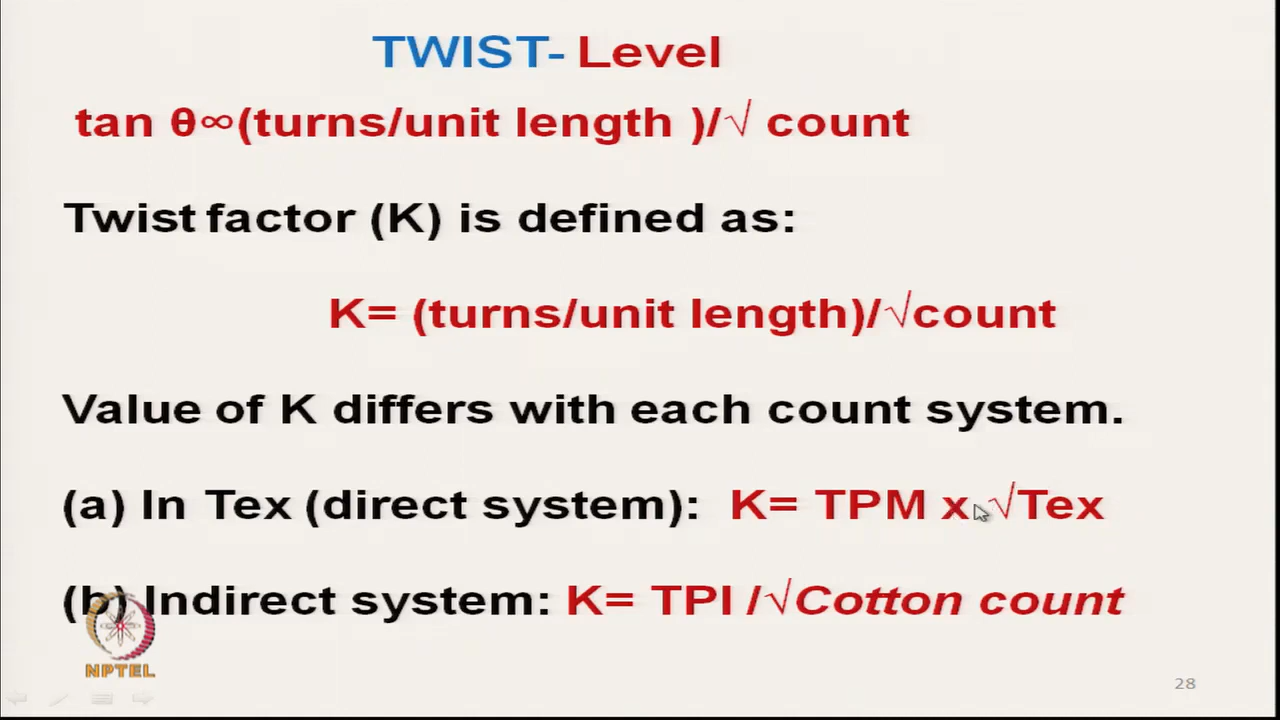 TWIST- Level
tan θ∞(turns/unit length )/√ count
Twist factor (K) is defined as:
K= (turns/unit length)/√count
Value of K differs with each count system.
(a) In Tex (direct system): K= TPM x √Tex
(b) Indirect system: K= TPI /√Cotton count
NPTEL
28